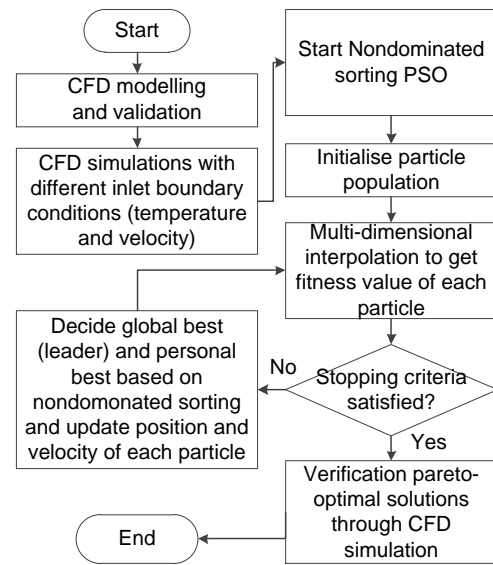 Start
CFD modelling
and validation
CFD simulations with
different inlet boundary
conditions (temperature
and velocity)
Start Nondominated
sorting PSO
Initialise particle
population
Multi-dimensional
interpolation to get
fitness value of each
particle
Stopping criteria
satisfied?
No
Decide global best
(leader) and personal
best based on
nondomonated sorting
and update position and
velocity of each particle
Yes
Verification pareto-
optimal solutions
through CFD
simulation
End